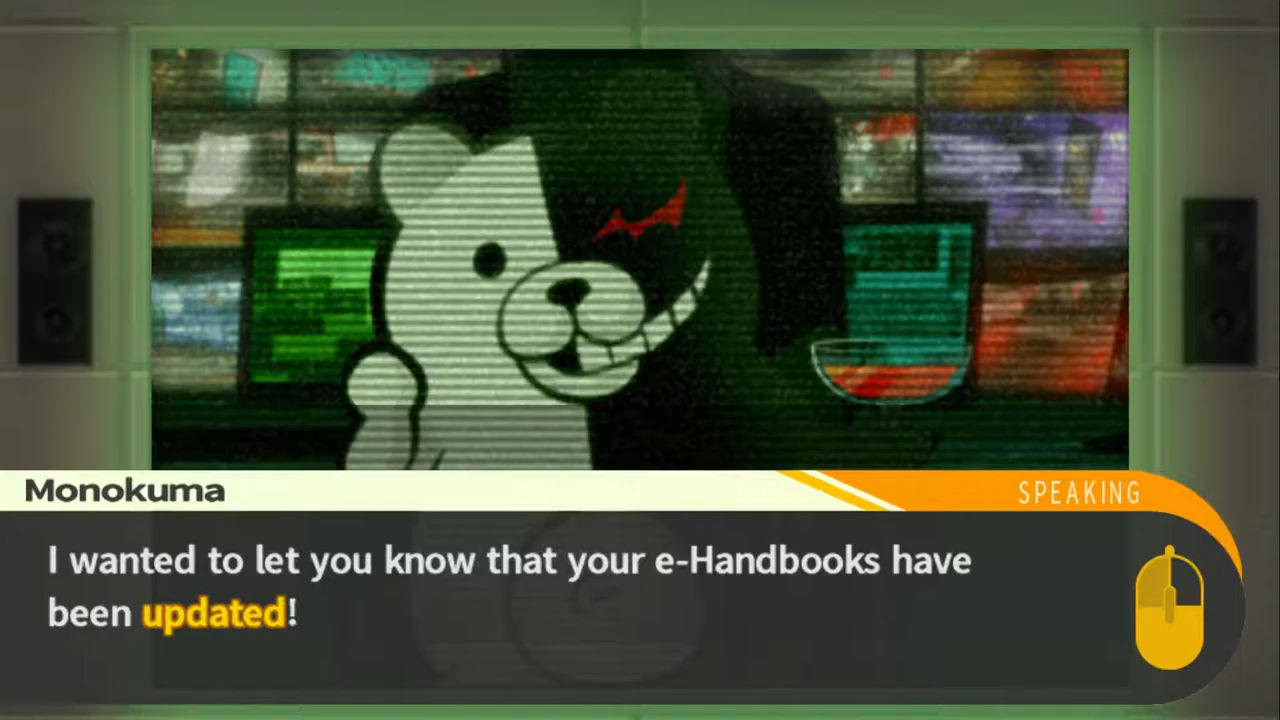 Monokuma
SPEAKING
I wanted to let you know that your e-Handbooks have
been updated!